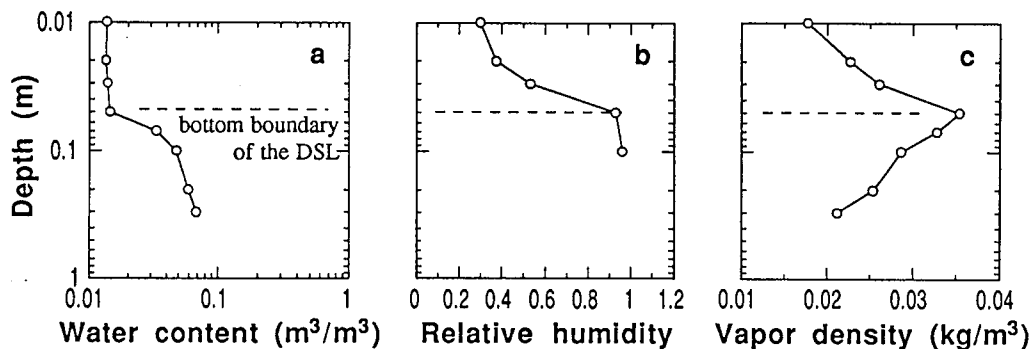 0.01
0.1
1
Depth (m)
a
bottom boundary
of the DSL
0.01
0.1
1
Water content (m³/m³)
b
0
0.2
0.4
0.6
0.8
1
1.2
Relative humidity
c
0.01
0.02
0.03
0.04
Vapor density (kg/m³)